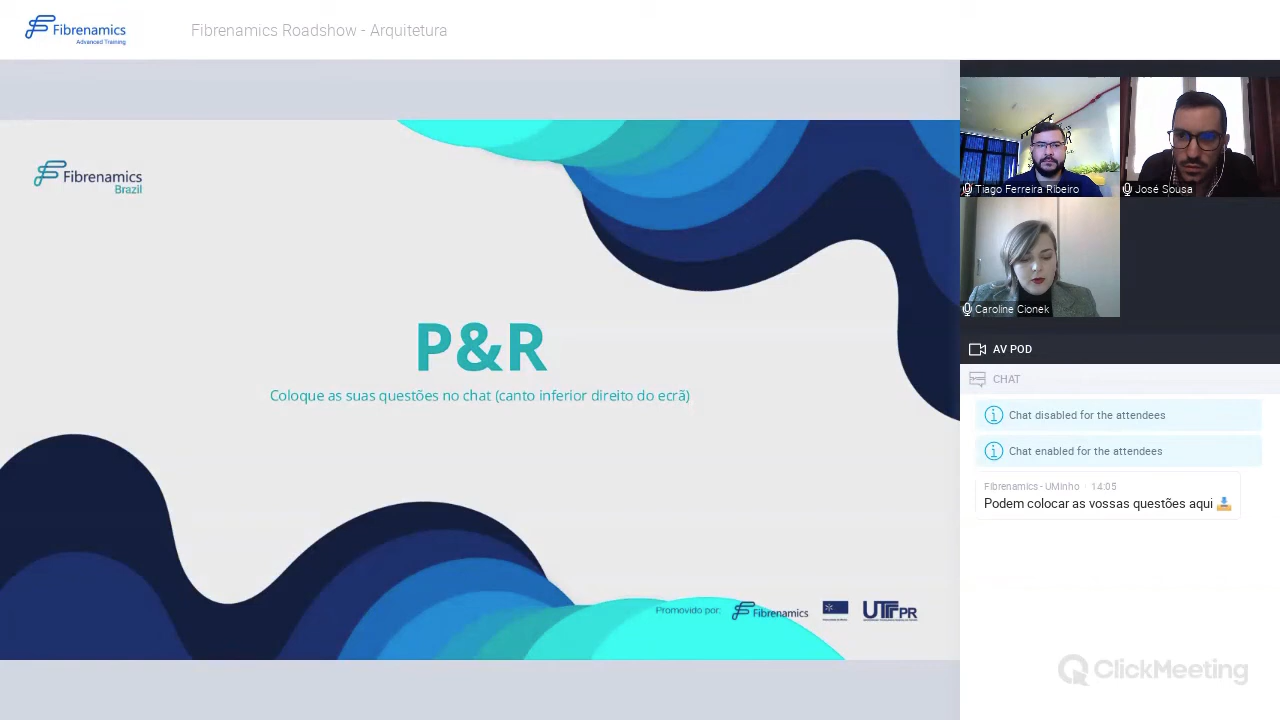 Fibrenamics
Advanced Training
Fibrenamics Roadshow - Arquitetura
Fibrenamics
Brazil
P&R
Coloque as suas questões no chat (canto inferior direito do ecrã)
Promovido por:
Fibrenamics
UTFPR
Tiago Ferreira Ribeiro
José Sousa
Caroline Cionek
AV POD
CHAT
Chat disabled for the attendees
Chat enabled for the attendees
Fibrenamics - UMinho · 14:05
Podem colocar as vossas questões aqui 📥
ClickMeeting